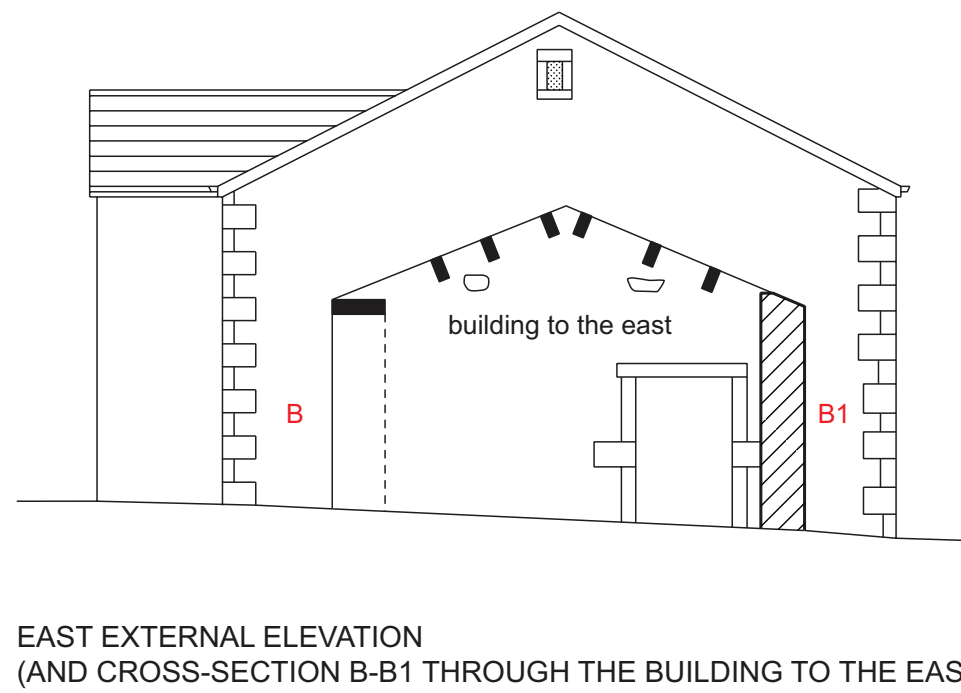 building to the east
B
B1
EAST EXTERNAL ELEVATION
(AND CROSS-SECTION B-B1 THROUGH THE BUILDING TO THE EAS